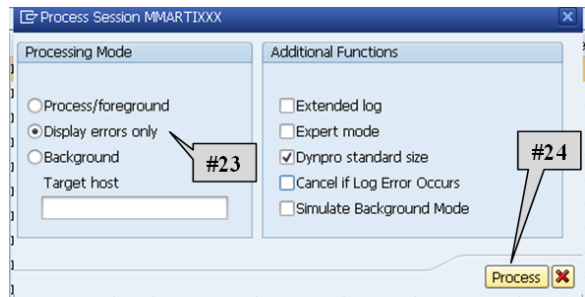 Process Session MMARTIXXX
Processing Mode
Process/foreground
Display errors only
Background
Target host
#23
Additional Functions
Extended log
Expert mode
Dynpro standard size
Cancel if Log Error Occurs
Simulate Background Mode
#24
Process